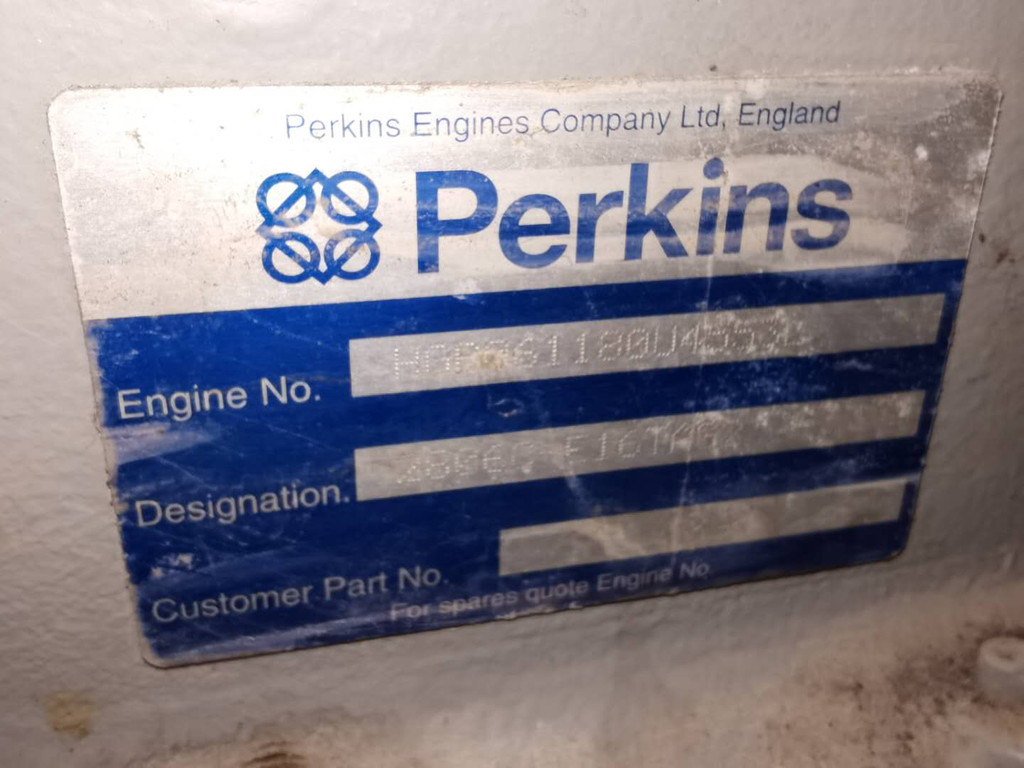 Perkins Engines Company Ltd, England
Perkins
Engine No.
Designation.
Customer Part No.
For spares quote Engine No